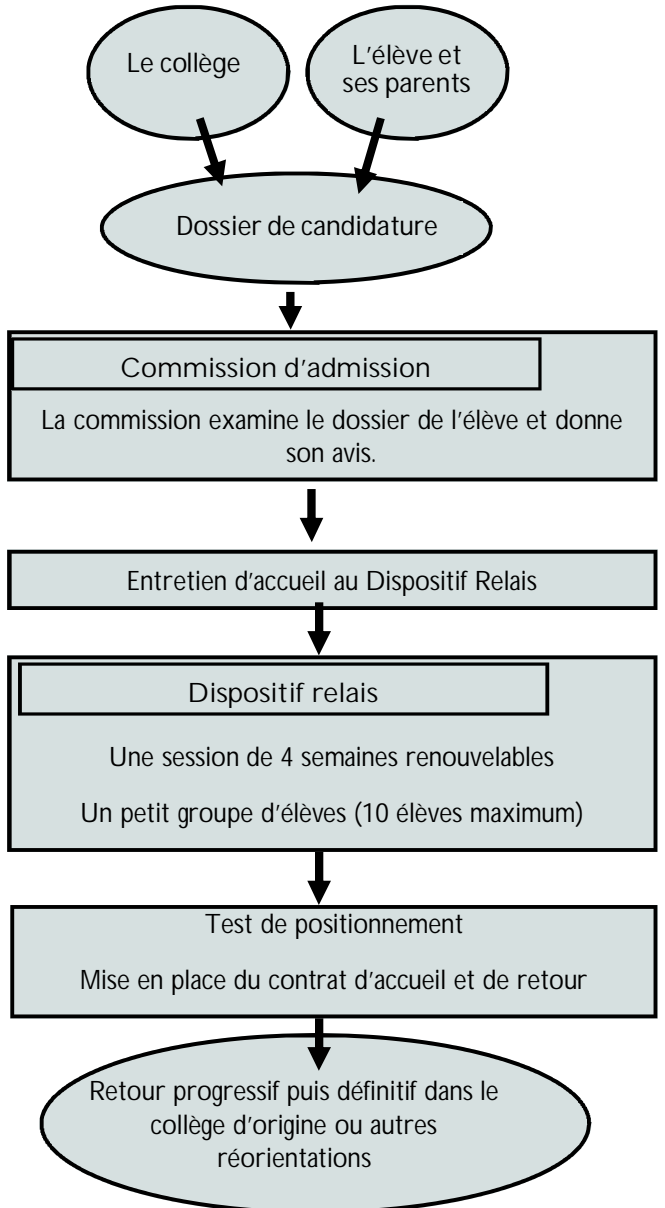 Le collège
L'élève et
ses parents
Dossier de candidature
Commission d'admission
La commission examine le dossier de l'élève et donne
son avis.
Entretien d'accueil au Dispositif Relais
Dispositif relais
Une session de 4 semaines renouvelables
Un petit groupe d'élèves (10 élèves maximum)
Test de positionnement
Mise en place du contrat d'accueil et de retour
Retour progressif puis définitif dans le
collège d'origine ou autres
réorientations